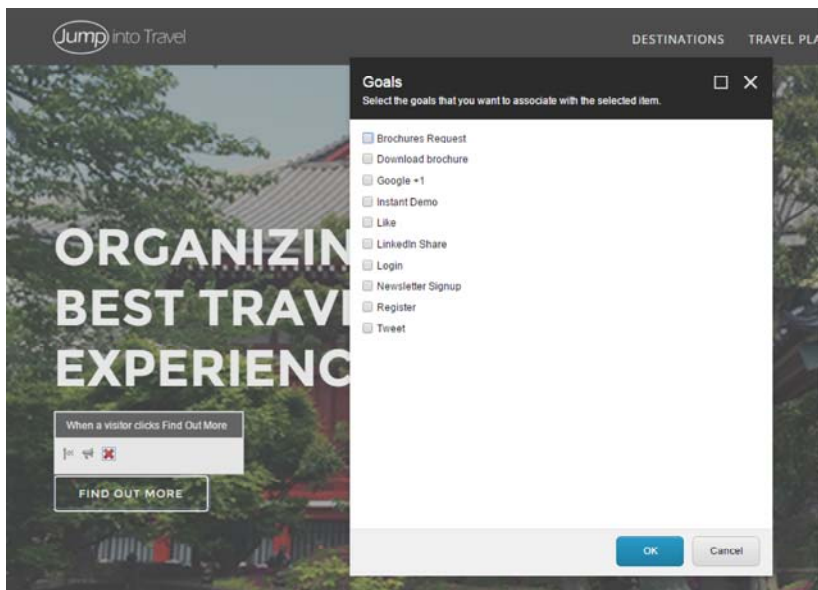 Jump into Travel
DESTINATIONS TRAVEL PLA
Goals
Select the goals that you want to associate with the selected item.
Brochures Request
Download brochure
Google +1
Instant Demo
Like
LinkedIn Share
Login
Newsletter Signup
Register
Tweet
ORGANIZIN
BEST TRAV
EXPERIENC
When a visitor clicks Find Out More
FIND OUT MORE
OK Cancel